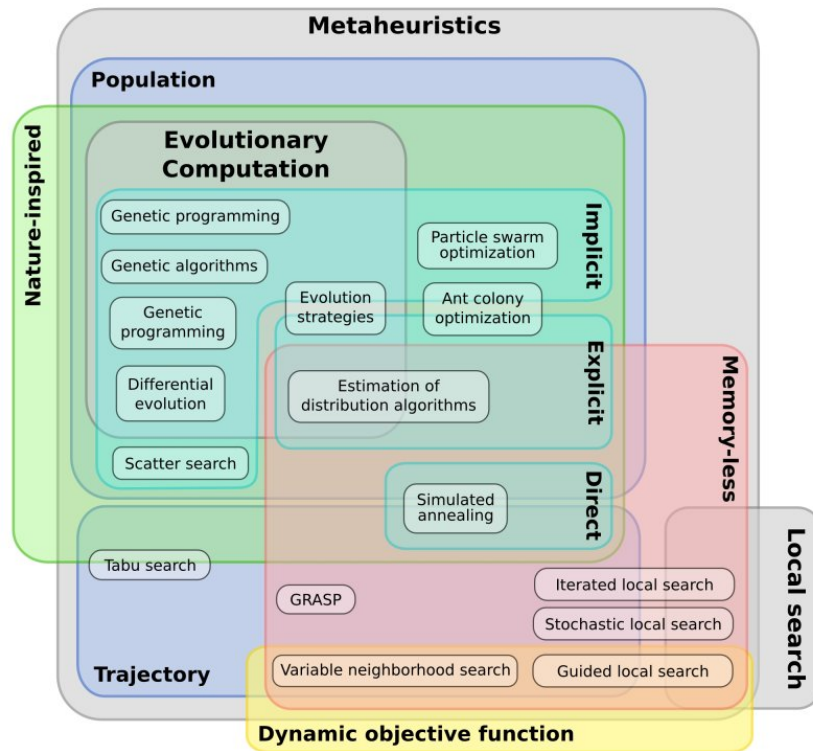 Metaheuristics
Population
Nature-inspired
Evolutionary
Computation
Genetic programming
Implicit
Particle swarm
optimization
Genetic algorithms
Evolution
strategies
Ant colony
optimization
Genetic
programming
Explicit
Memory-less
Differential
evolution
Estimation of
distribution algorithms
Scatter search
Direct
Simulated
annealing
Local search
Tabu search
Iterated local search
GRASP
Stochastic local search
Trajectory
Variable neighborhood search
Guided local search
Dynamic objective function